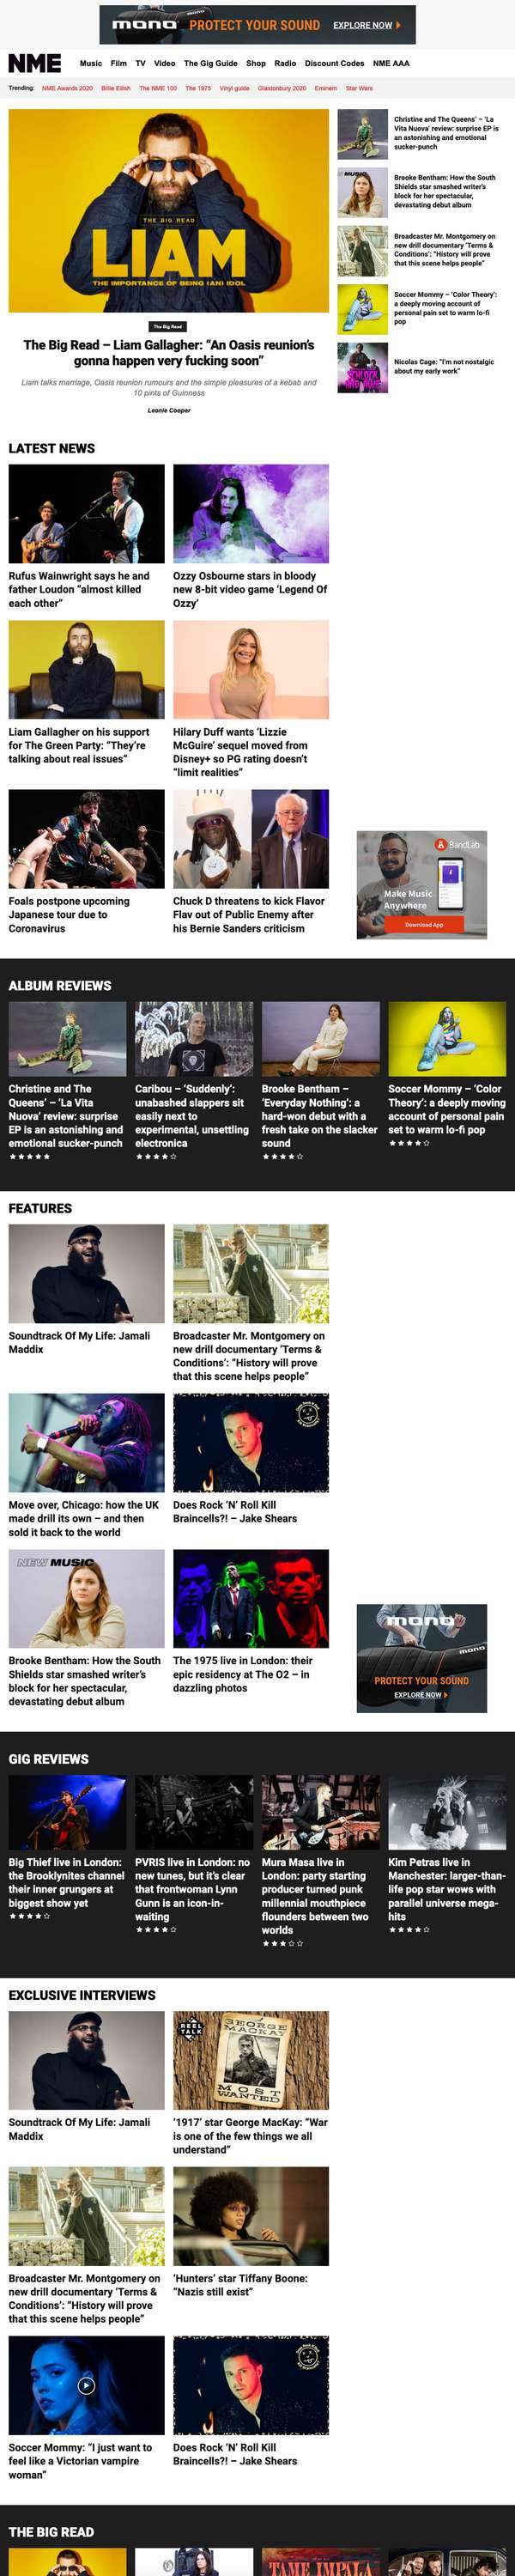 mono PROTECT YOUR SOUND EXPLORE NOW
NME
Music Film TV Video The Gig Guide Shop Radio Discount Codes NME AAA
Trending: NME Awards 2020 Billie Eilish The NME 100 The 1975 Vinyl guide Glastonbury 2020 Eminem Star Wars
THE BIG READ
LIAM
THE IMPORTANCE OF BEING (AN) IDOL
The Big Read
The Big Read – Liam Gallagher: “An Oasis reunion’s
gonna happen very fucking soon”
Liam talks marriage, Oasis reunion rumours and the simple pleasures of a kebab and
10 pints of Guinness
Leonie Cooper
Christine and The Queens’ – ‘La
Vita Nuova’ review: surprise EP is
an astonishing and emotional
sucker-punch
MUSIC
Brooke Bentham: How the South
Shields star smashed writer’s
block for her spectacular,
devastating debut album
Broadcaster Mr. Montgomery on
new drill documentary ‘Terms &
Conditions’: “History will prove
that this scene helps people”
Soccer Mommy – ‘Color Theory’:
a deeply moving account of
personal pain set to warm lo-fi
pop
Nicolas Cage: “I’m not nostalgic
about my early work”
LATEST NEWS
Rufus Wainwright says he and
father Loudon “almost killed
each other”
Ozzy Osbourne stars in bloody
new 8-bit video game ‘Legend Of
Ozzy’
Liam Gallagher on his support
for The Green Party: “They’re
talking about real issues”
Hilary Duff wants ‘Lizzie
McGuire’ sequel moved from
Disney+ so PG rating doesn’t
“limit realities”
Foals postpone upcoming
Japanese tour due to
Coronavirus
Chuck D threatens to kick Flavor
Flav out of Public Enemy after
his Bernie Sanders criticism
BandLab
Make Music
Anywhere
Download App
ALBUM REVIEWS
Christine and The
Queens’ – ‘La Vita
Nuova’ review: surprise
EP is an astonishing and
emotional sucker-punch
Caribou – ‘Suddenly’:
unabashed slappers sit
easily next to
experimental, unsettling
electronica
Brooke Bentham –
‘Everyday Nothing’: a
hard-won debut with a
fresh take on the slacker
sound
Soccer Mommy – ‘Color
Theory’: a deeply moving
account of personal pain
set to warm lo-fi pop
FEATURES
Soundtrack Of My Life: Jamali
Maddix
Broadcaster Mr. Montgomery on
new drill documentary ‘Terms &
Conditions’: “History will prove
that this scene helps people”
Move over, Chicago: how the UK
made drill its own – and then
sold it back to the world
Does Rock ‘N’ Roll Kill
Braincells?! – Jake Shears
NEW MUSIC
Brooke Bentham: How the South
Shields star smashed writer’s
block for her spectacular,
devastating debut album
The 1975 live in London: their
epic residency at The O2 – in
dazzling photos
mono
mono
PROTECT YOUR SOUND
EXPLORE NOW
GIG REVIEWS
Big Thief live in London:
the Brooklynites channel
their inner grungers at
biggest show yet
PVRIS live in London: no
new tunes, but it’s clear
that frontwoman Lynn
Gunn is an icon-in-
waiting
Mura Masa live in
London: party starting
producer turned punk
millennial mouthpiece
flounders between two
worlds
Kim Petras live in
Manchester: larger-than-
life pop star wows with
parallel universe mega-
hits
EXCLUSIVE INTERVIEWS
Soundtrack Of My Life: Jamali
Maddix
GEORGE
MACKAY
MOST
WANTED
‘1917’ star George MacKay: “War
is one of the few things we all
understand”
Broadcaster Mr. Montgomery on
new drill documentary ‘Terms &
Conditions’: “History will prove
that this scene helps people”
‘Hunters’ star Tiffany Boone:
“Nazis still exist”
Soccer Mommy: “I just want to
feel like a Victorian vampire
woman”
Does Rock ‘N’ Roll Kill
Braincells?! – Jake Shears
THE BIG READ
TAME IMPALA